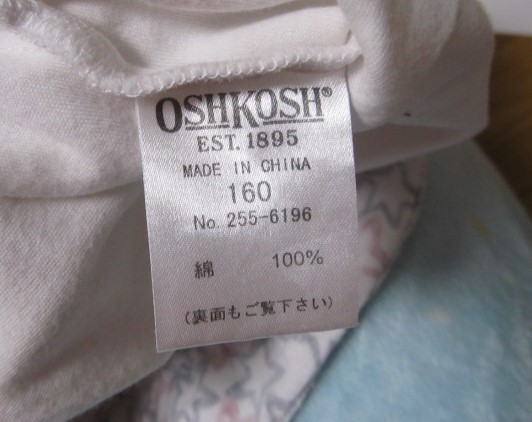 OSHKOSH®
EST. 1895
MADE IN CHINA
160
No. 255-6196
綿 100%
(裏面もご覧下さい)